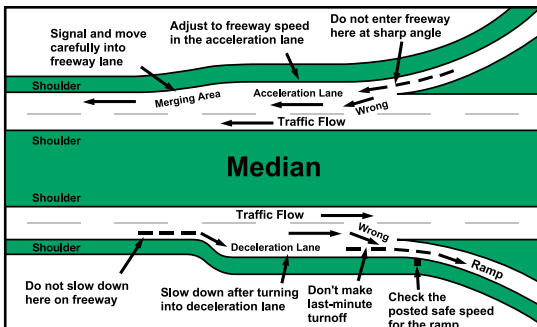 Signal and move
carefully into
freeway lane
Adjust to freeway speed
in the acceleration lane
Do not enter freeway
here at sharp angle
Shoulder
Merging Area
Acceleration Lane
Wrong
Traffic Flow
Shoulder
Median
Shoulder
Traffic Flow
Wrong
Shoulder
Deceleration Lane
Ramp
Do not slow down
here on freeway
Slow down after turning
into deceleration lane
Don't make
last-minute
turnoff
Check the
posted safe speed
for the ramp